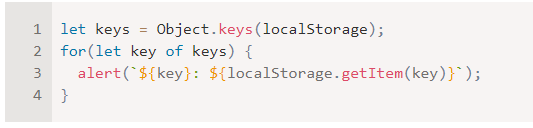 1 let keys = Object.keys(localStorage);
2 for(let key of keys) {
3   alert(`${key}: ${localStorage.getItem(key)}`);
4 }